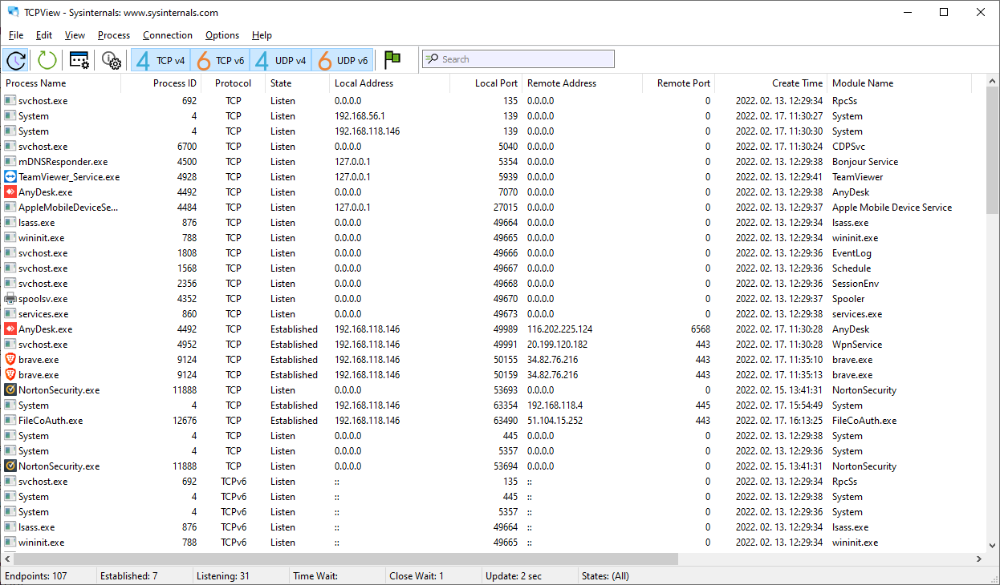 TCPView - Sysinternals: www.sysinternals.com
File Edit View Process Connection Options Help
4 TCP v4 6 TCP v6 4 UDP v4 6 UDP v6 Search
Process Name Process ID Protocol State Local Address Local Port Remote Address Remote Port Create Time Module Name
svchost.exe 692 TCP Listen 0.0.0.0 135 0.0.0.0 0 2022. 02. 13. 12:29:34 RpcSs
System 4 TCP Listen 192.168.56.1 139 0.0.0.0 0 2022. 02. 17. 11:30:27 System
System 4 TCP Listen 192.168.118.146 139 0.0.0.0 0 2022. 02. 17. 11:30:30 System
svchost.exe 6700 TCP Listen 0.0.0.0 5040 0.0.0.0 0 2022. 02. 17. 11:30:24 CDPSvc
mDNSResponder.exe 4500 TCP Listen 127.0.0.1 5354 0.0.0.0 0 2022. 02. 13. 12:29:38 Bonjour Service
TeamViewer_Service.exe 4928 TCP Listen 127.0.0.1 5939 0.0.0.0 0 2022. 02. 13. 12:29:41 TeamViewer
AnyDesk.exe 4492 TCP Listen 0.0.0.0 7070 0.0.0.0 0 2022. 02. 13. 12:29:38 AnyDesk
AppleMobileDeviceSe... 4484 TCP Listen 127.0.0.1 27015 0.0.0.0 0 2022. 02. 13. 12:29:37 Apple Mobile Device Service
lsass.exe 876 TCP Listen 0.0.0.0 49664 0.0.0.0 0 2022. 02. 13. 12:29:34 lsass.exe
wininit.exe 788 TCP Listen 0.0.0.0 49665 0.0.0.0 0 2022. 02. 13. 12:29:34 wininit.exe
svchost.exe 1808 TCP Listen 0.0.0.0 49666 0.0.0.0 0 2022. 02. 13. 12:29:36 EventLog
svchost.exe 1568 TCP Listen 0.0.0.0 49667 0.0.0.0 0 2022. 02. 13. 12:29:36 Schedule
svchost.exe 2356 TCP Listen 0.0.0.0 49668 0.0.0.0 0 2022. 02. 13. 12:29:36 SessionEnv
spoolsv.exe 4352 TCP Listen 0.0.0.0 49670 0.0.0.0 0 2022. 02. 13. 12:29:37 Spooler
services.exe 860 TCP Listen 0.0.0.0 49673 0.0.0.0 0 2022. 02. 13. 12:29:38 services.exe
AnyDesk.exe 4492 TCP Established 192.168.118.146 49989 116.202.225.124 6568 2022. 02. 17. 11:30:28 AnyDesk
svchost.exe 4952 TCP Established 192.168.118.146 49991 20.199.120.182 443 2022. 02. 17. 11:30:28 WpnService
brave.exe 9124 TCP Established 192.168.118.146 50155 34.82.76.216 443 2022. 02. 17. 11:35:10 brave.exe
brave.exe 9124 TCP Established 192.168.118.146 50159 34.82.76.216 443 2022. 02. 17. 11:35:13 brave.exe
NortonSecurity.exe 11888 TCP Listen 0.0.0.0 53693 0.0.0.0 0 2022. 02. 15. 13:41:31 NortonSecurity
System 4 TCP Established 192.168.118.146 63354 192.168.118.4 445 2022. 02. 17. 15:54:49 System
FileCoAuth.exe 12676 TCP Established 192.168.118.146 63490 51.104.15.252 443 2022. 02. 17. 16:13:25 FileCoAuth.exe
System 4 TCP Listen 0.0.0.0 445 0.0.0.0 0 2022. 02. 13. 12:29:38 System
System 4 TCP Listen 0.0.0.0 5357 0.0.0.0 0 2022. 02. 13. 12:29:36 System
NortonSecurity.exe 11888 TCP Listen 0.0.0.0 53694 0.0.0.0 0 2022. 02. 15. 13:41:31 NortonSecurity
svchost.exe 692 TCPv6 Listen :: 135 :: 0 2022. 02. 13. 12:29:34 RpcSs
System 4 TCPv6 Listen :: 445 :: 0 2022. 02. 13. 12:29:38 System
System 4 TCPv6 Listen :: 5357 :: 0 2022. 02. 13. 12:29:36 System
lsass.exe 876 TCPv6 Listen :: 49664 :: 0 2022. 02. 13. 12:29:34 lsass.exe
wininit.exe 788 TCPv6 Listen :: 49665 :: 0 2022. 02. 13. 12:29:34 wininit.exe
Endpoints: 107 Established: 7 Listening: 31 Time Wait: Close Wait: 1 Update: 2 sec States: (All)